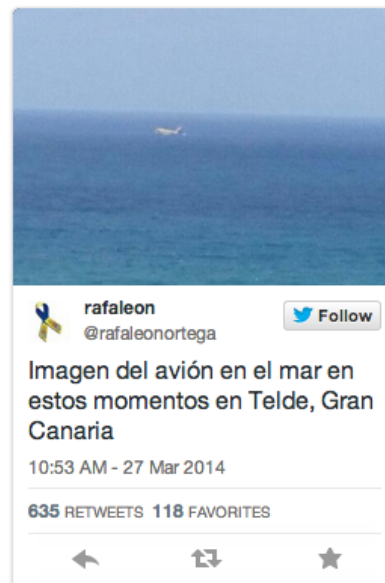 rafaleon
Follow
@rafaleonortega
Imagen del avión en el mar en
estos momentos en Telde, Gran
Canaria
10:53 AM - 27 Mar 2014
635 RETWEETS 118 FAVORITES